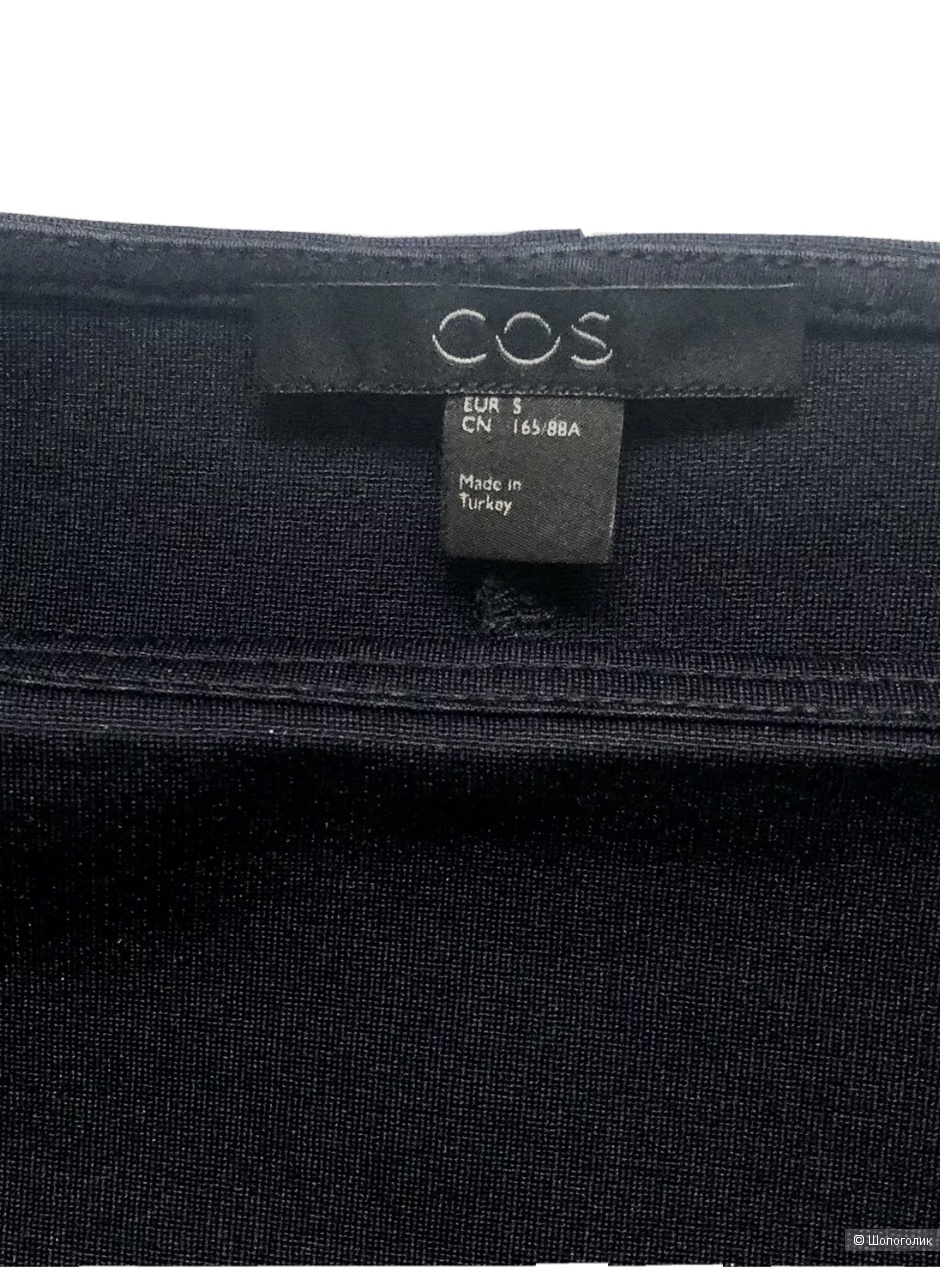 COS
EUR S
CN 165/88A
Made in
Turkey
© Шопоголик